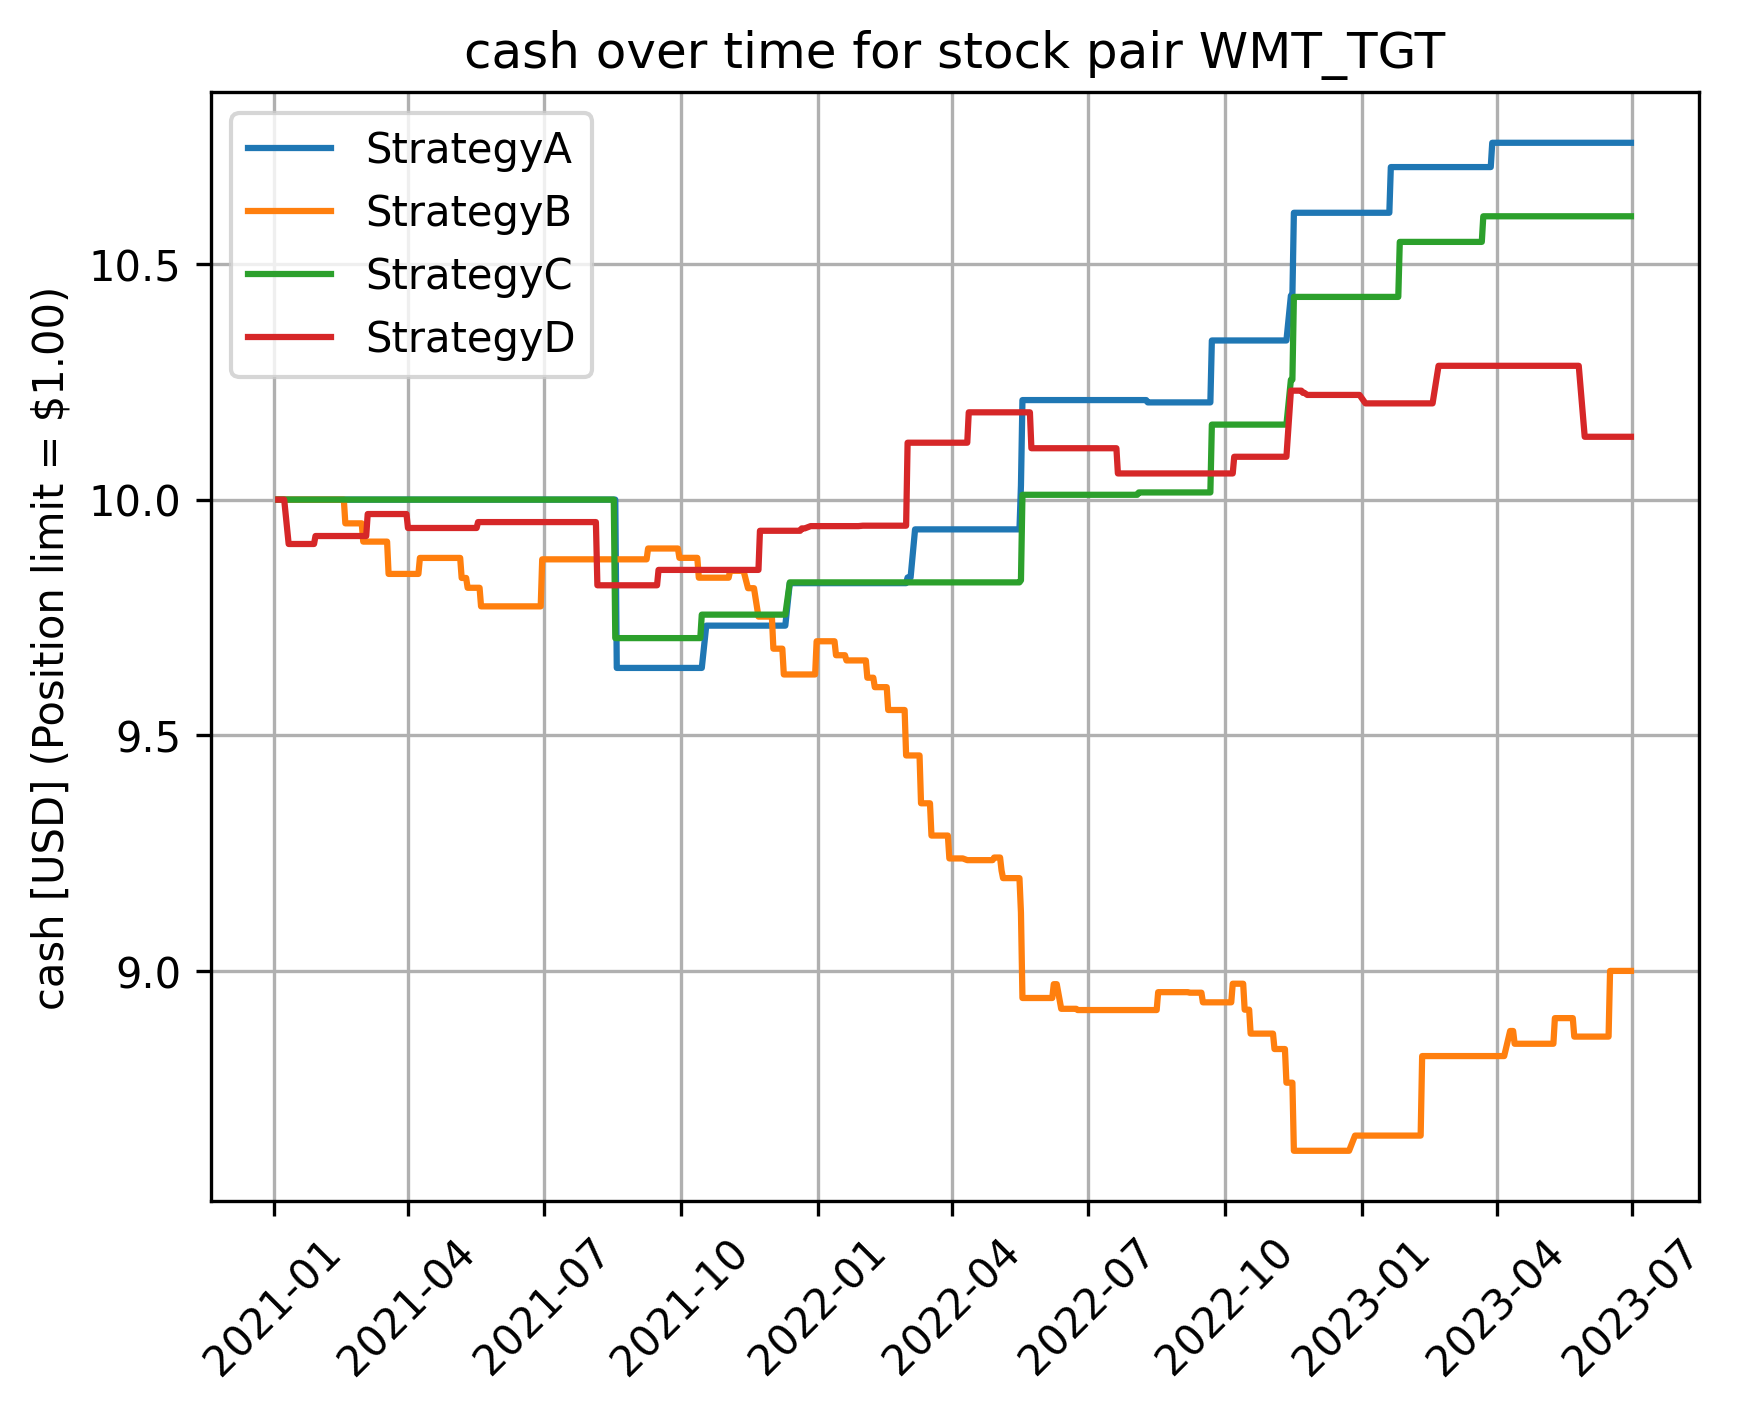 cash over time for stock pair WMT_TGT
StrategyA
StrategyB
StrategyC
StrategyD
cash [USD] (Position limit = $1.00)
10.5
10.0
9.5
9.0
2021-01
2021-04
2021-07
2021-10
2022-01
2022-04
2022-07
2022-10
2023-01
2023-04
2023-07